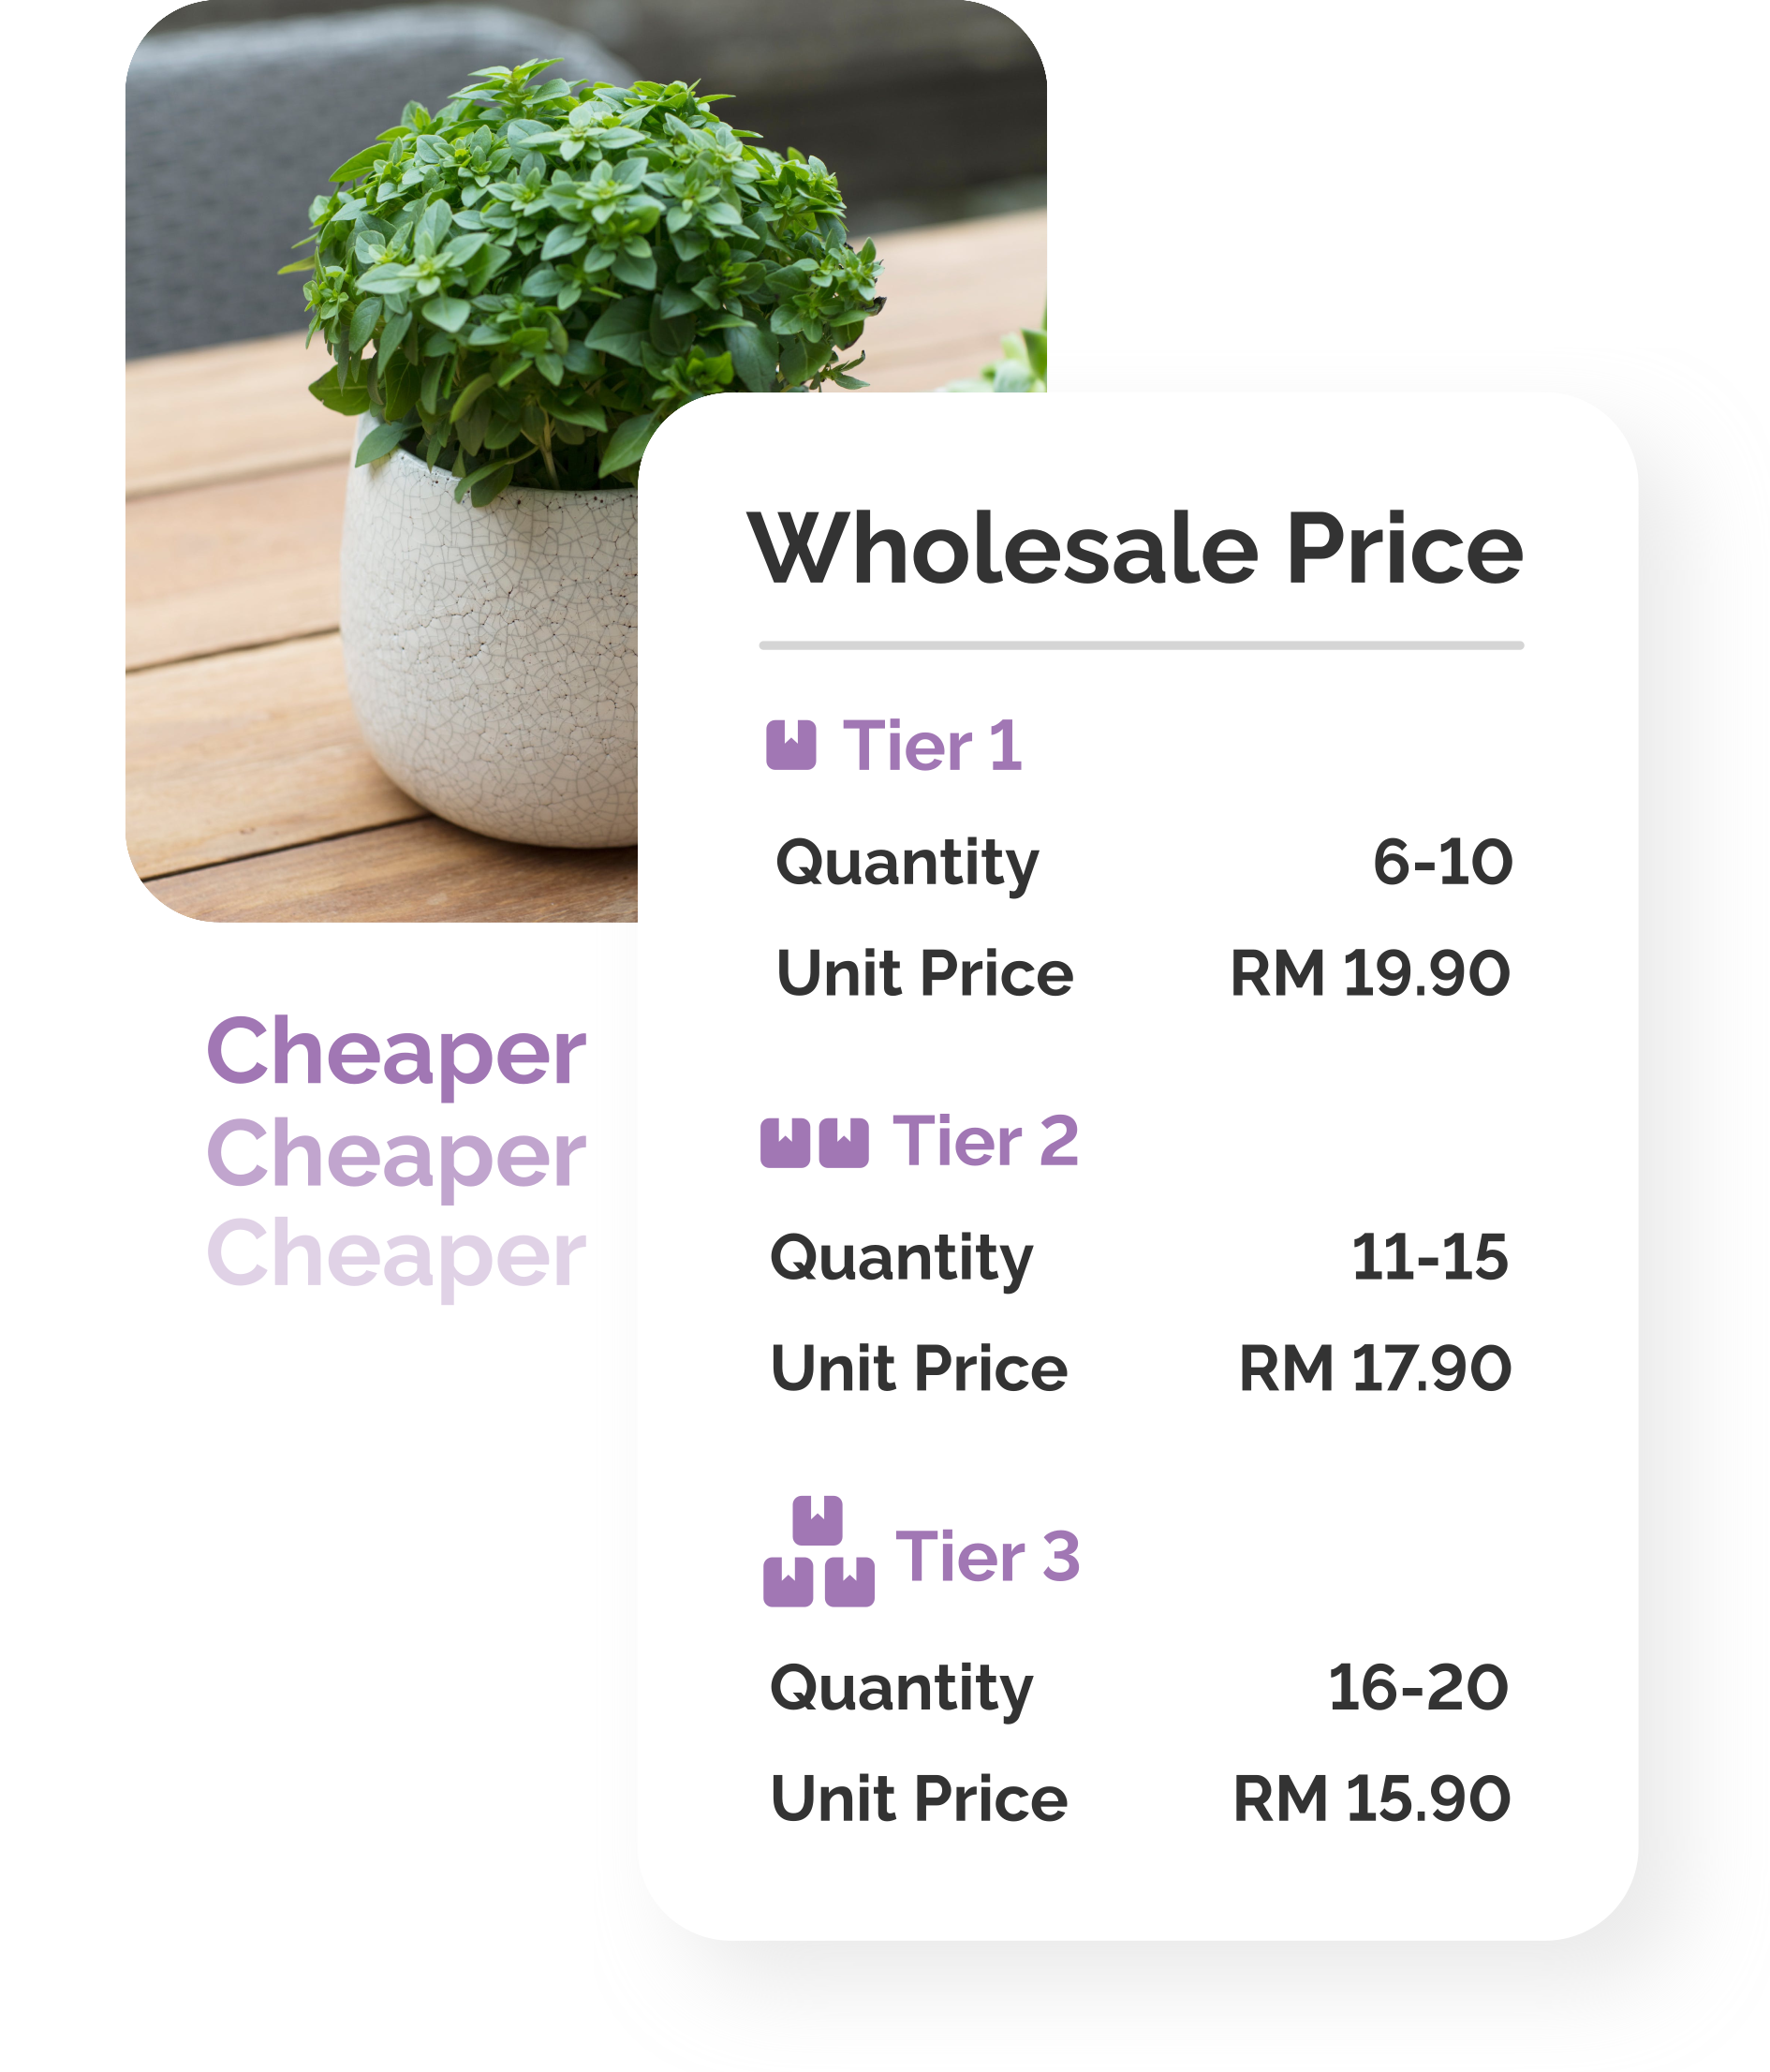 Wholesale Price
Tier 1
Quantity 6-10
Unit Price RM 19.90
Cheaper
Cheaper
Cheaper
Tier 2
Quantity 11-15
Unit Price RM 17.90
Tier 3
Quantity 16-20
Unit Price RM 15.90